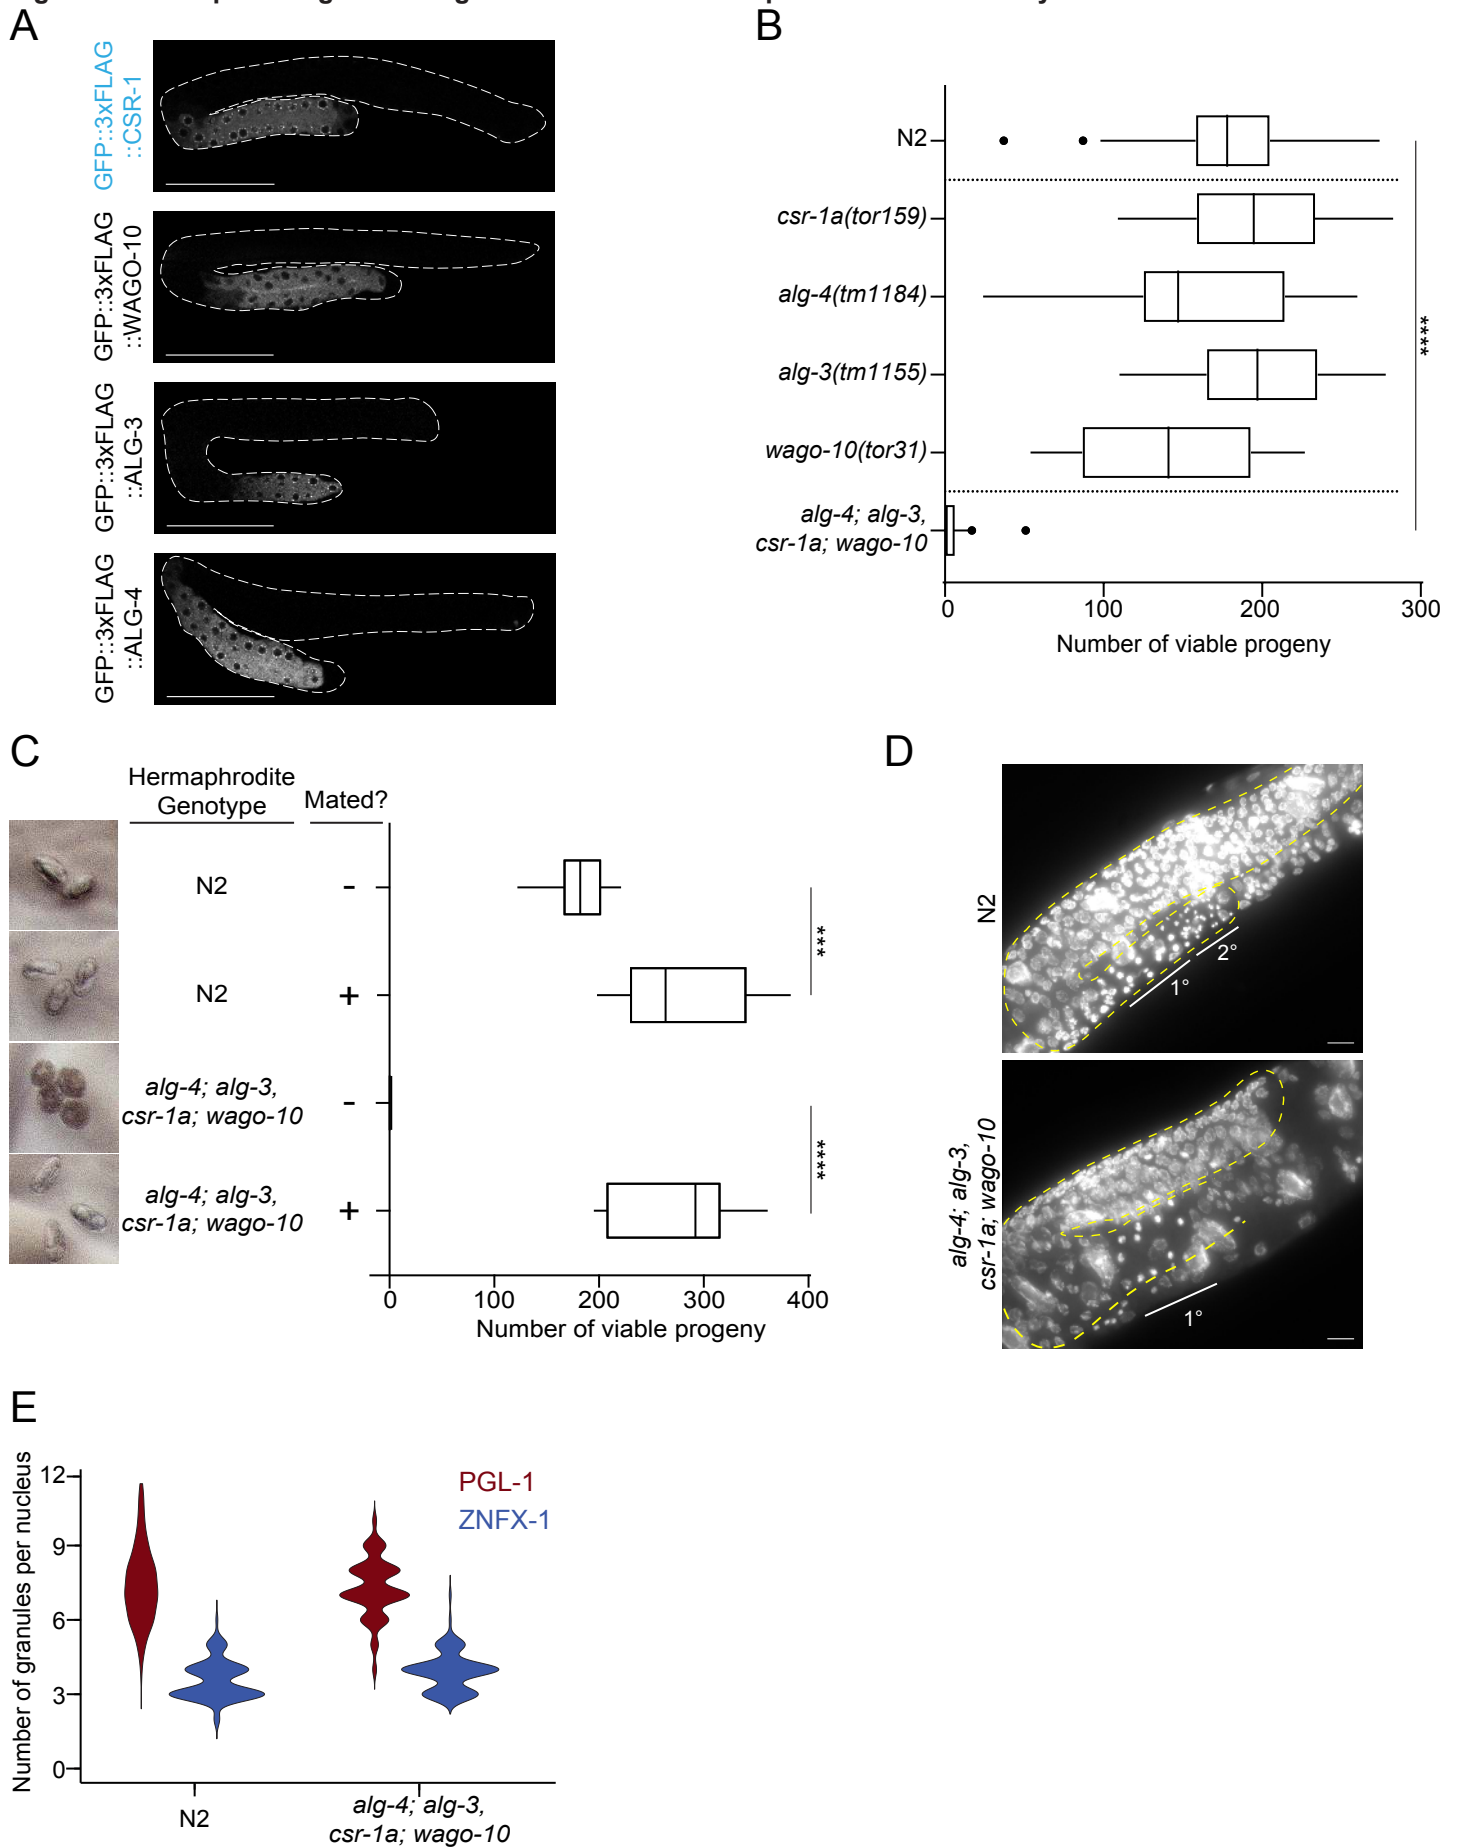 A
GFP::3xFLAG
::CSR-1
GFP::3xFLAG
::WAGO-10
GFP::3xFLAG
::ALG-3
GFP::3xFLAG
::ALG-4
B
N2
csr-1a(tor159)
alg-4(tm1184)
alg-3(tm1155)
wago-10(tor31)
alg-4; alg-3,
csr-1a; wago-10
****
0 100 200 300
Number of viable progeny
C
Hermaphrodite
Genotype
Mated?
N2 -
N2 +
alg-4; alg-3,
csr-1a; wago-10
-
alg-4; alg-3,
csr-1a; wago-10
+
***
****
0 100 200 300 400
Number of viable progeny
D
N2
1°
2°
alg-4; alg-3,
csr-1a; wago-10
1°
E
Number of granules per nucleus
12
9
6
3
0
PGL-1
ZNFX-1
N2
alg-4; alg-3,
csr-1a; wago-10